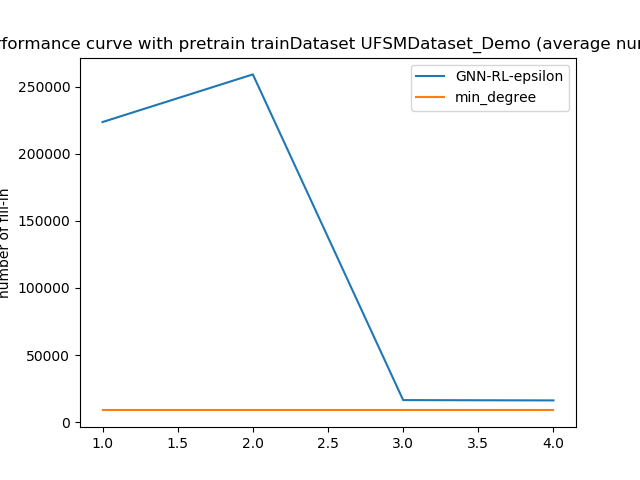 rformance curve with pretrain trainDataset UFSMDataset_Demo (average nu
GNN-RL-epsilon
min_degree
number of fill-in
250000
200000
150000
100000
50000
0
1.0 1.5 2.0 2.5 3.0 3.5 4.0